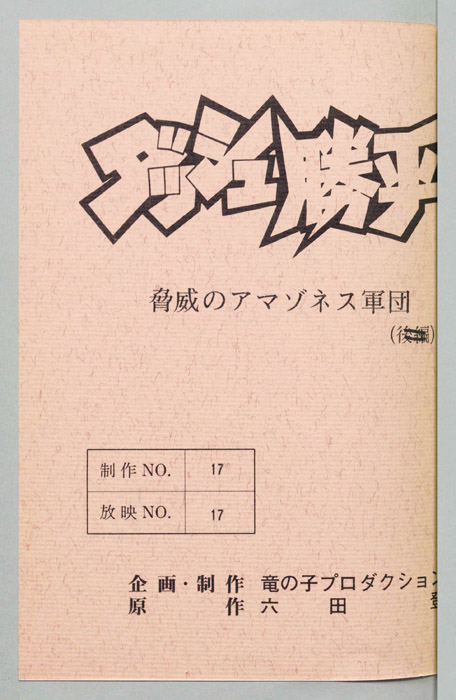 ダッシュ勝平
脅威のアマゾネス軍団
(後編)
制作NO. 17
放映NO. 17
企画・制作 竜の子プロダクション
原作 六田